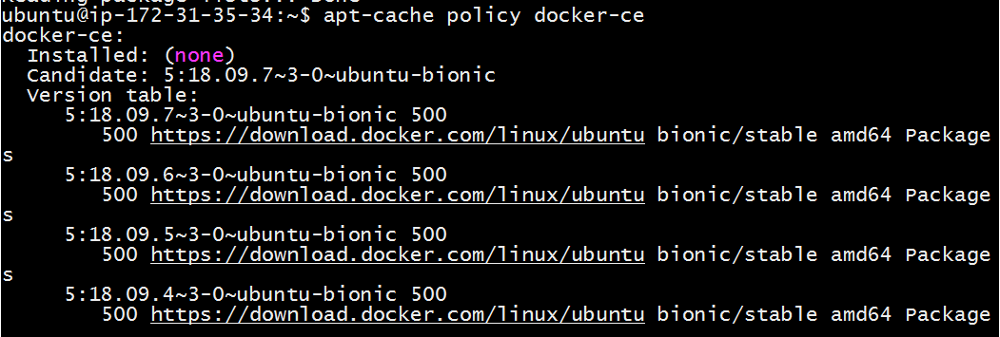 Reading package lists... Done
ubuntu@ip-172-31-35-34:~$ apt-cache policy docker-ce
docker-ce:
  Installed: (none)
  Candidate: 5:18.09.7~3-0~ubuntu-bionic
  Version table:
     5:18.09.7~3-0~ubuntu-bionic 500
        500 https://download.docker.com/linux/ubuntu bionic/stable amd64 Package
s
     5:18.09.6~3-0~ubuntu-bionic 500
        500 https://download.docker.com/linux/ubuntu bionic/stable amd64 Package
s
     5:18.09.5~3-0~ubuntu-bionic 500
        500 https://download.docker.com/linux/ubuntu bionic/stable amd64 Package
s
     5:18.09.4~3-0~ubuntu-bionic 500
        500 https://download.docker.com/linux/ubuntu bionic/stable amd64 Package